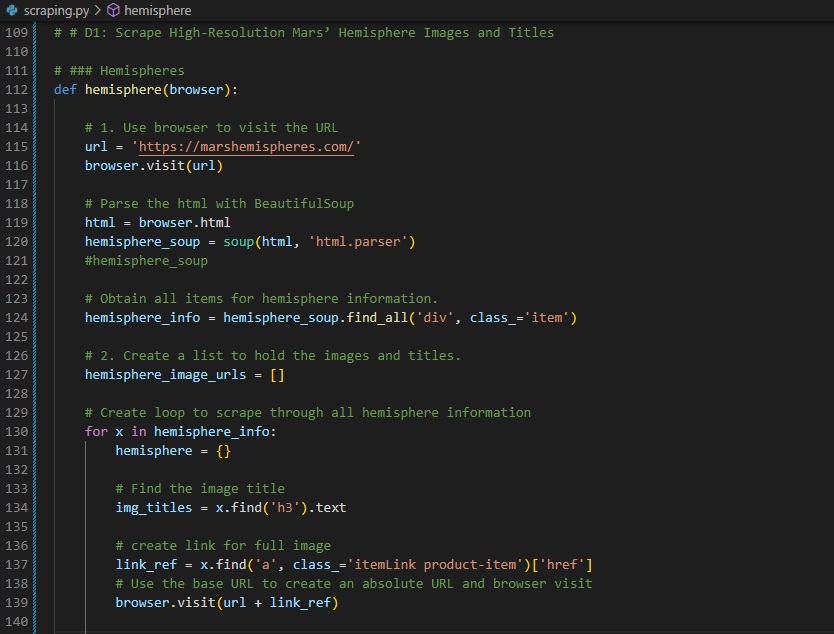 scraping.py > hemisphere
109 # # D1: Scrape High-Resolution Mars’ Hemisphere Images and Titles
110
111 # ### Hemispheres
112 def hemisphere(browser):
113
114     # 1. Use browser to visit the URL
115     url = 'https://marshemispheres.com/'
116     browser.visit(url)
117
118     # Parse the html with BeautifulSoup
119     html = browser.html
120     hemisphere_soup = soup(html, 'html.parser')
121     #hemisphere_soup
122
123     # Obtain all items for hemisphere information.
124     hemisphere_info = hemisphere_soup.find_all('div', class_='item')
125
126     # 2. Create a list to hold the images and titles.
127     hemisphere_image_urls = []
128
129     # Create loop to scrape through all hemisphere information
130     for x in hemisphere_info:
131         hemisphere = {}
132
133         # Find the image title
134         img_titles = x.find('h3').text
135
136         # create link for full image
137         link_ref = x.find('a', class_='itemLink product-item')['href']
138         # Use the base URL to create an absolute URL and browser visit
139         browser.visit(url + link_ref)
140